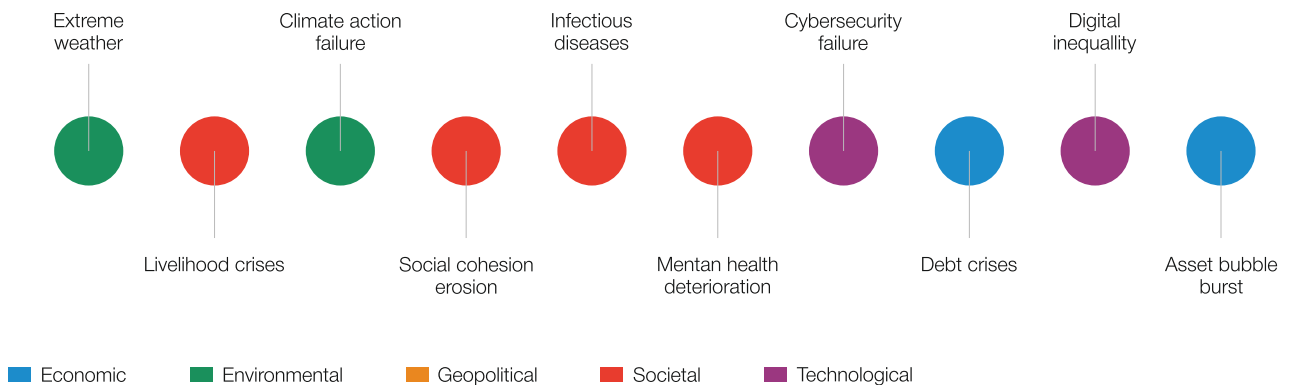 Extreme
weather
Climate action
failure
Infectious
diseases
Cybersecurity
failure
Digital
inequallity
Livelihood crises
Social cohesion
erosion
Mentan health
deterioration
Debt crises
Asset bubble
burst
Economic
Environmental
Geopolitical
Societal
Technological